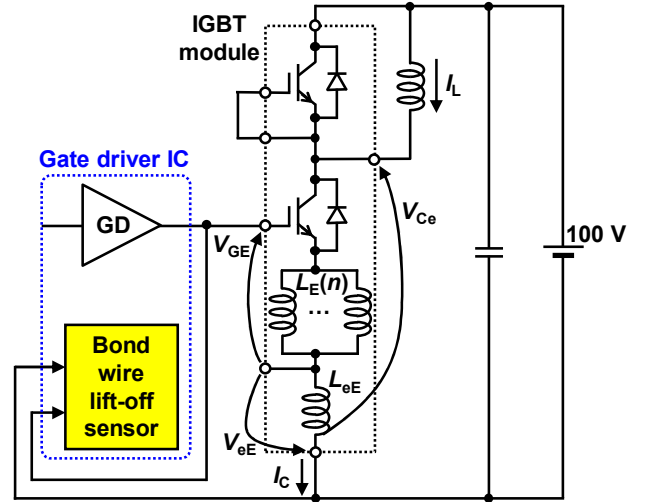 IGBT
module
I_L
Gate driver IC
GD
V_GE
V_Ce
100 V
L_E(n)
...
Bond
wire
lift-off
sensor
L_eE
V_eE
I_C